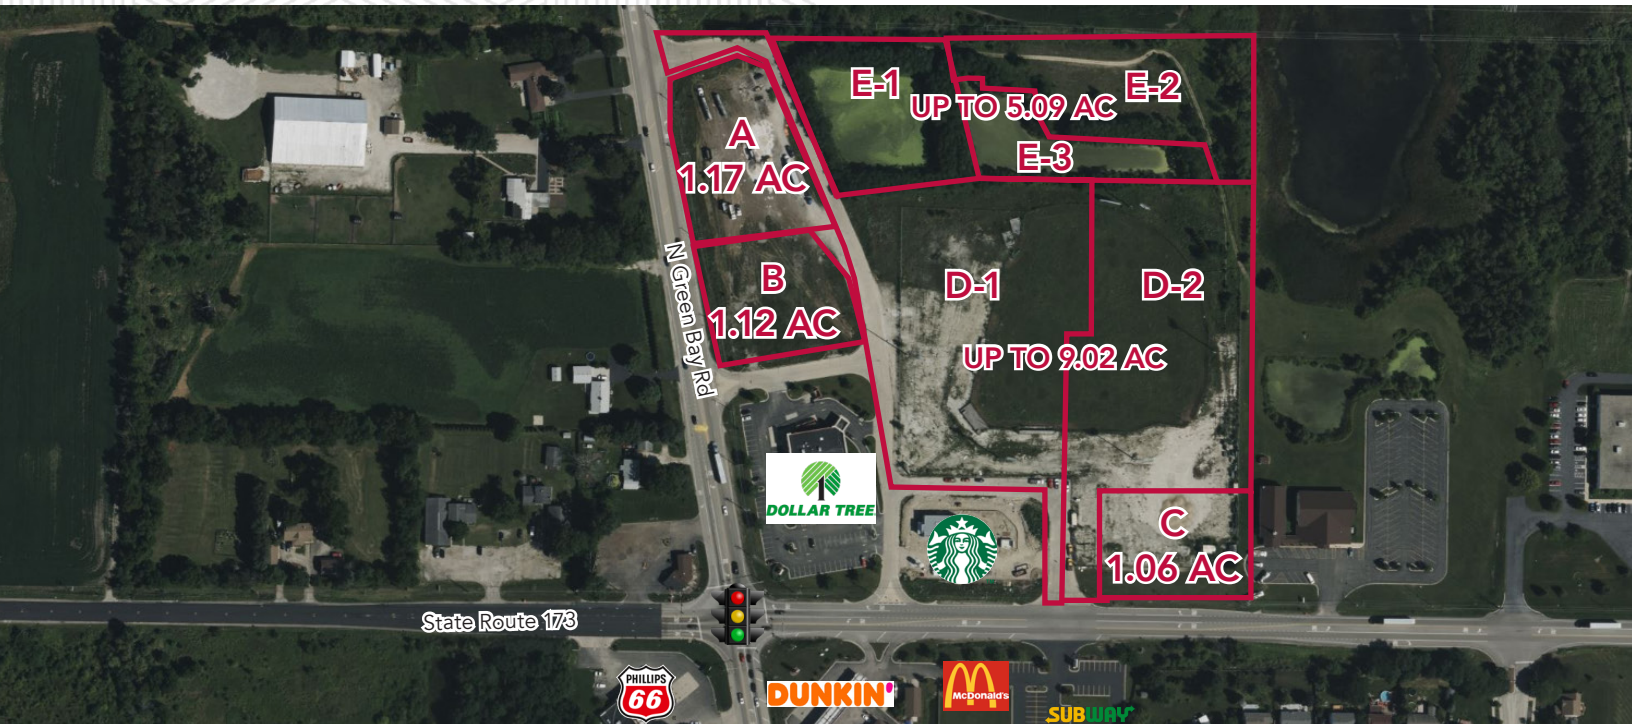 E-1
E-2
UP TO 5.09 AC
E-3
A
1.17 AC
B
1.12 AC
N Green Bay Rd
D-1
D-2
UP TO 9.02 AC
DOLLAR TREE
C
1.06 AC
State Route 173
PHILLIPS
66
DUNKIN'
McDonald's
SUBWAY